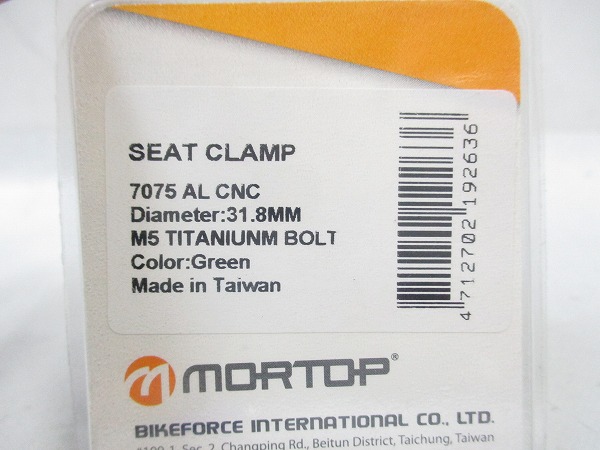 SEAT CLAMP
7075 AL CNC
Diameter:31.8MM
M5 TITANIUNM BOLT
Color:Green
Made in Taiwan
4 712702 192636
MORTOP®
BIKEFORCE INTERNATIONAL CO., LTD.
Sec. 2, Changping Rd., Beitun District, Taichung, Taiwan